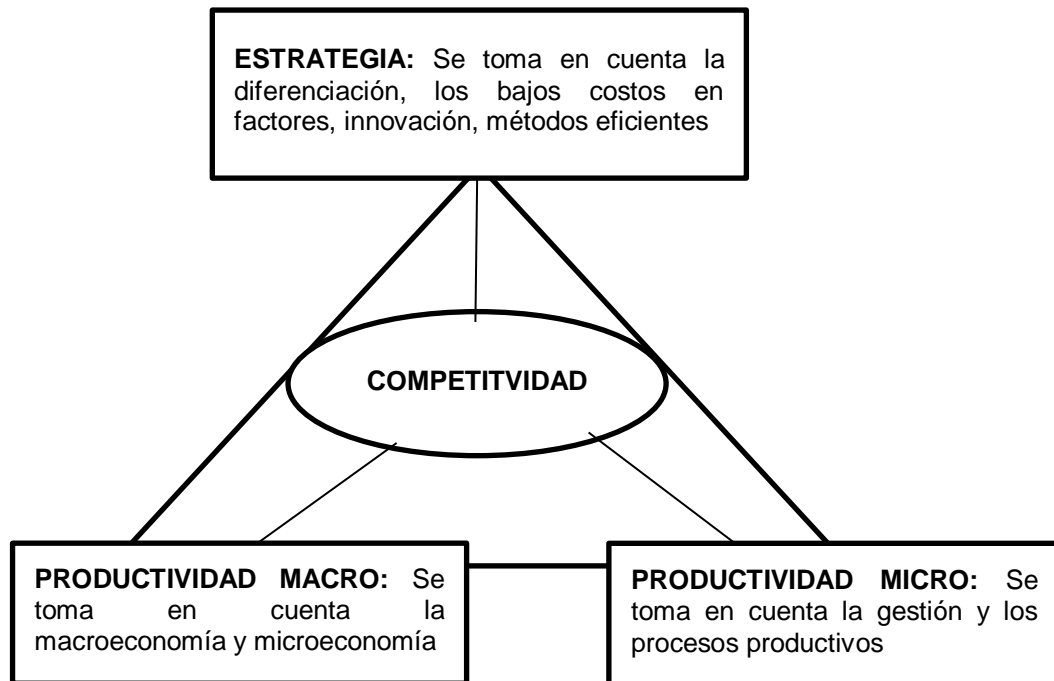 ESTRATEGIA: Se toma en cuenta la
diferenciación, los bajos costos en
factores, innovación, métodos eficientes
COMPETITVIDAD
PRODUCTIVIDAD MACRO: Se
toma en cuenta la
macroeconomía y microeconomía
PRODUCTIVIDAD MICRO: Se
toma en cuenta la gestión y los
procesos productivos